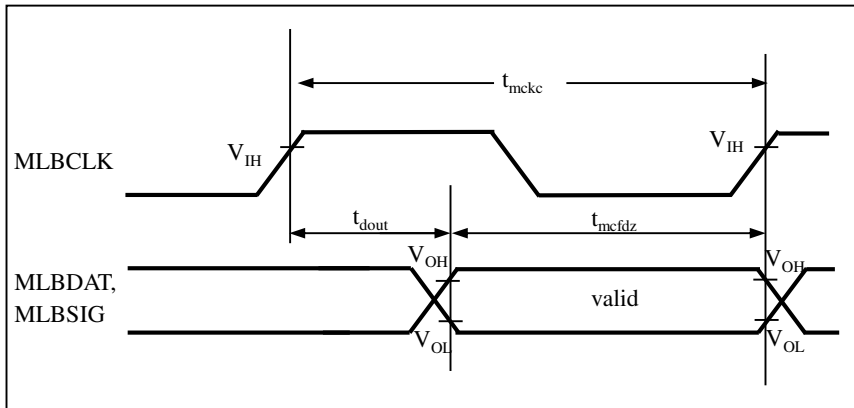 t_mckc
MLBCLK
V_IH
V_IH
t_dout
t_mcfdz
V_OH
V_OH
MLBDAT,
MLBSIG
valid
V_OL
V_OL